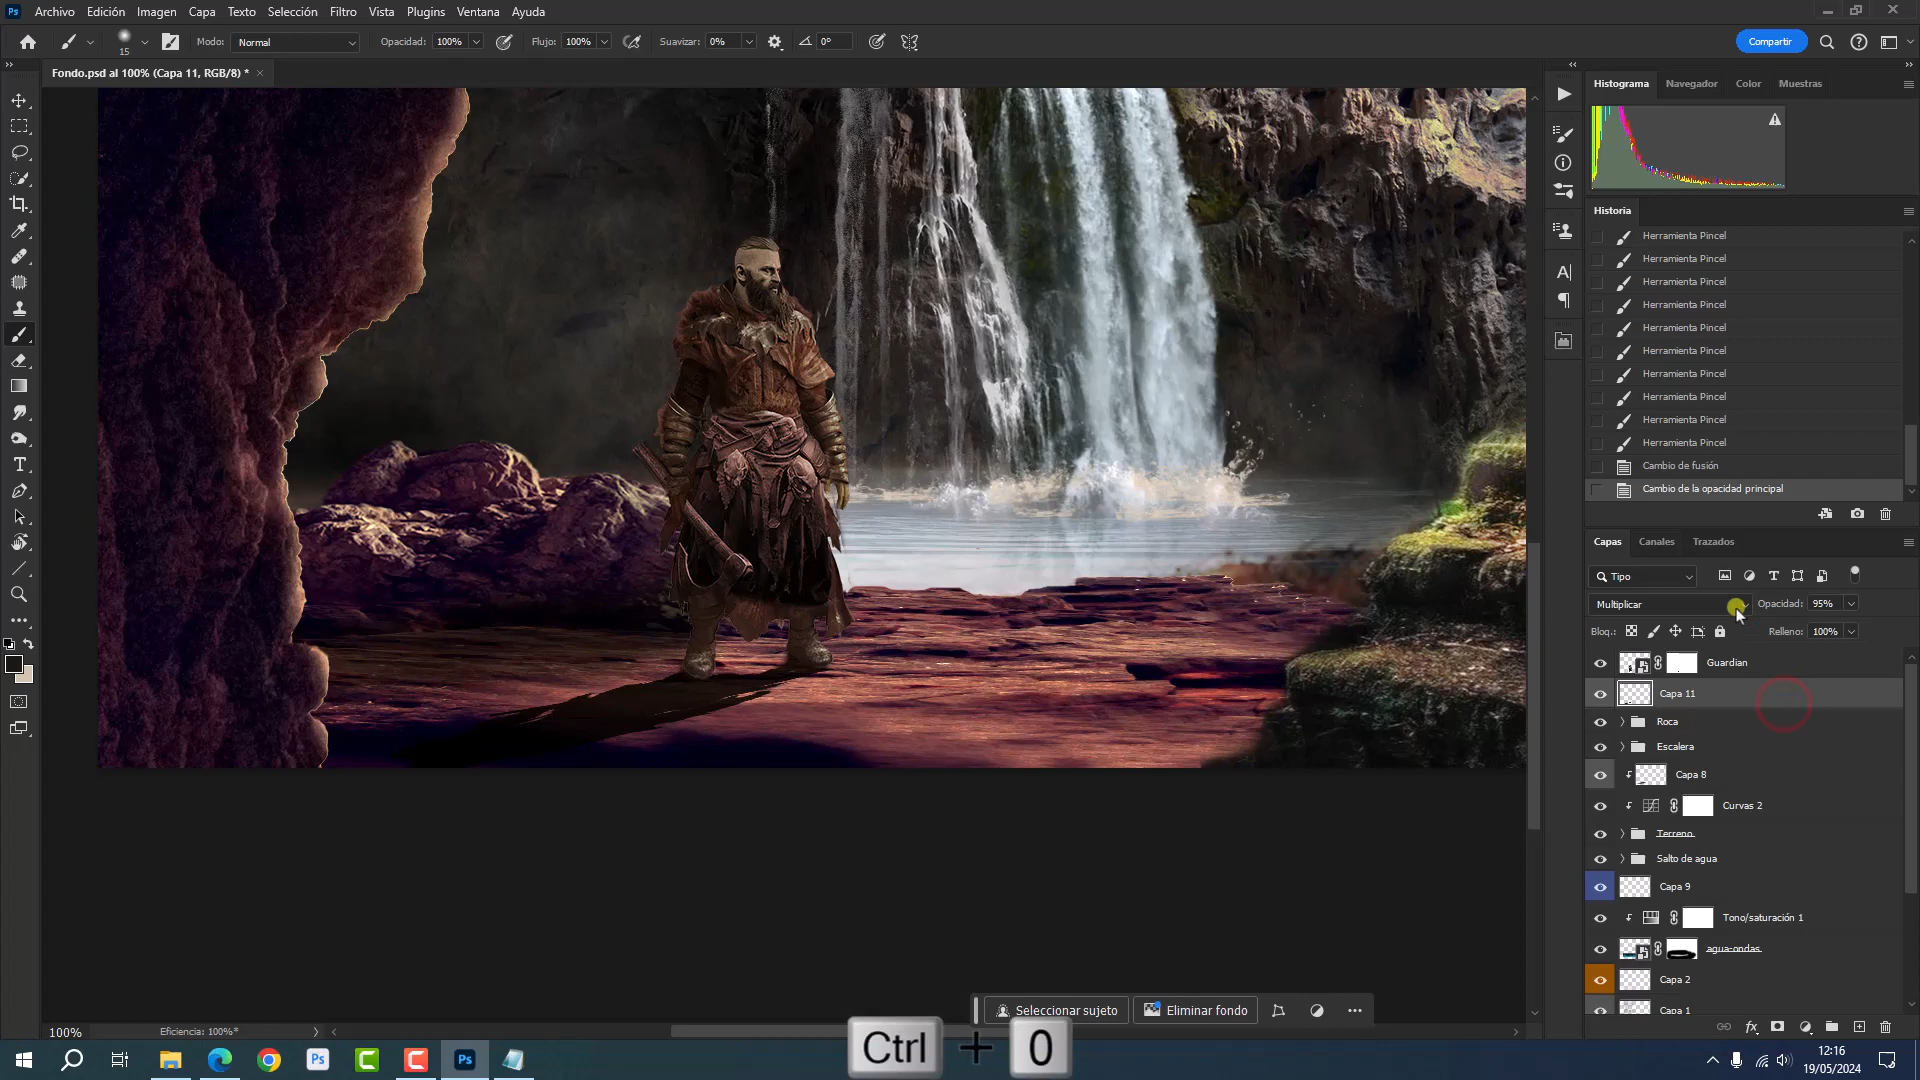 Ps Archivo Edición Imagen Capa Texto Selección Filtro Vista Plugins Ventana Ayuda
15 Modo: Normal Opacidad: 100% Flujo: 100% Suavizar: 0% 0° Compartir
Fondo.psd al 100% (Capa 11, RGB/8) *
Histograma Navegador Color Muestras
Historia
Herramienta Pincel
Herramienta Pincel
Herramienta Pincel
Herramienta Pincel
Herramienta Pincel
Herramienta Pincel
Herramienta Pincel
Herramienta Pincel
Herramienta Pincel
Herramienta Pincel
Cambio de fusión
Cambio de la opacidad principal
Capas Canales Trazados
Tipo
Multiplicar Opacidad: 95%
Bloq.: Relleno: 100%
Guardian
Capa 11
Roca
Escalera
Capa 8
Curvas 2
Terreno
Salto de agua
Capa 9
Tono/saturación 1
agua-ondas
Capa 2
Capa 1
Seleccionar sujeto Eliminar fondo
100% Eficiencia: 100%*
Ctrl + 0
12:16
19/05/2024